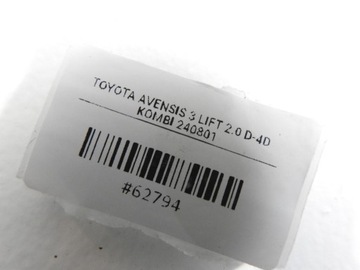 TOYOTA AVENSIS 3 LIFT 2.0 D-4D
KOMBI 240801
#62794